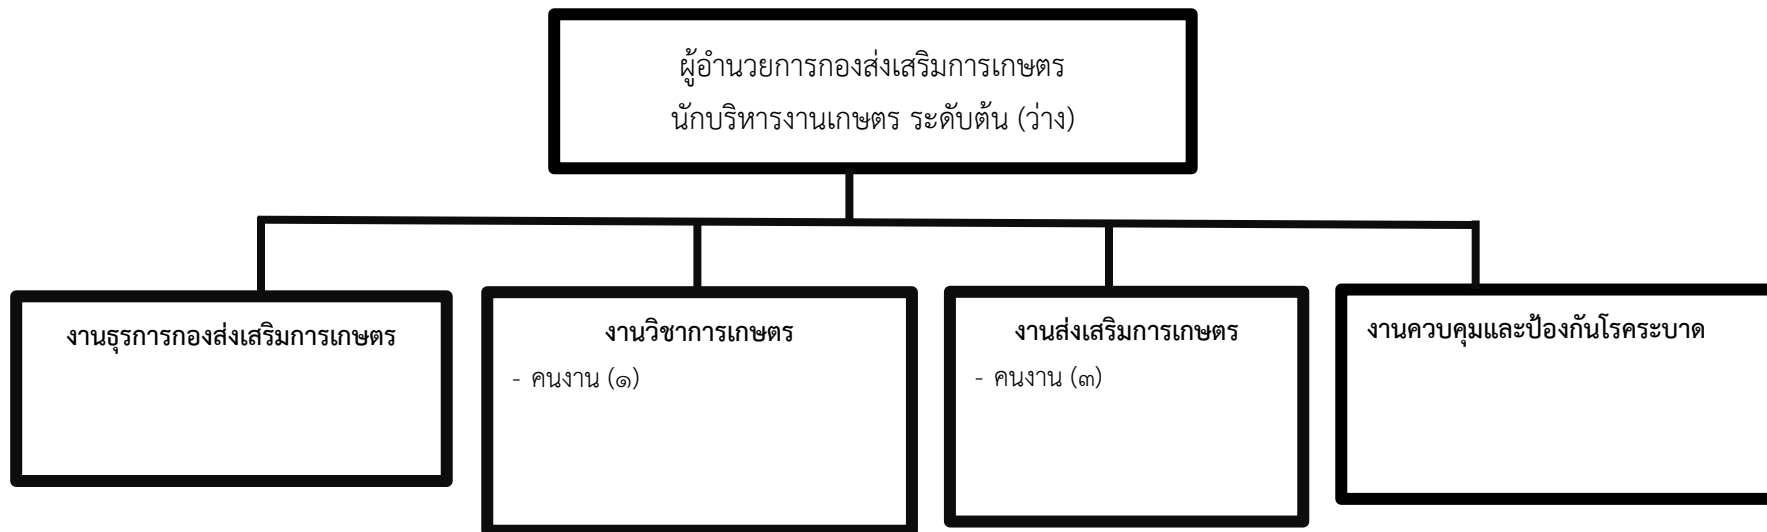 ผู้อำนวยการกองส่งเสริมการเกษตร
นักบริหารงานเกษตร ระดับต้น (ว่าง)
งานธุรการกองส่งเสริมการเกษตร
งานวิชาการเกษตร
- คนงาน (๑)
งานส่งเสริมการเกษตร
- คนงาน (๓)
งานควบคุมและป้องกันโรคระบาด